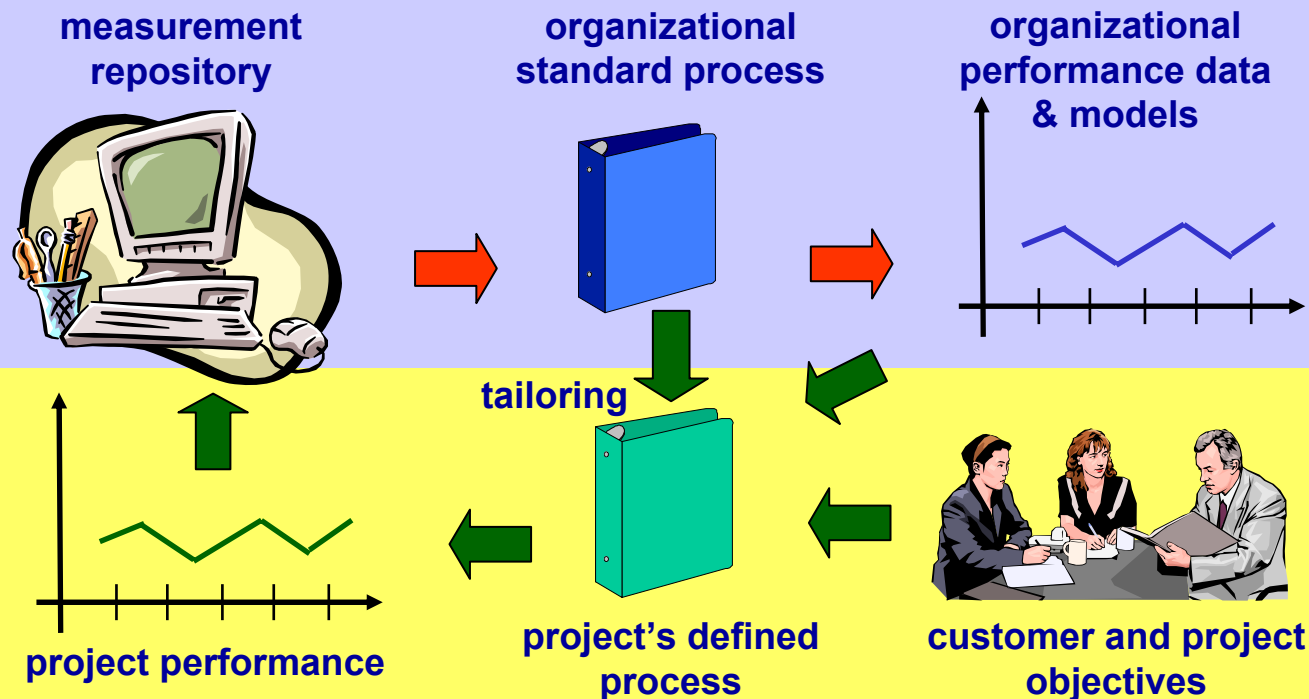 measurement
repository
organizational
standard process
organizational
performance data
& models
tailoring
project performance
project’s defined
process
customer and project
objectives